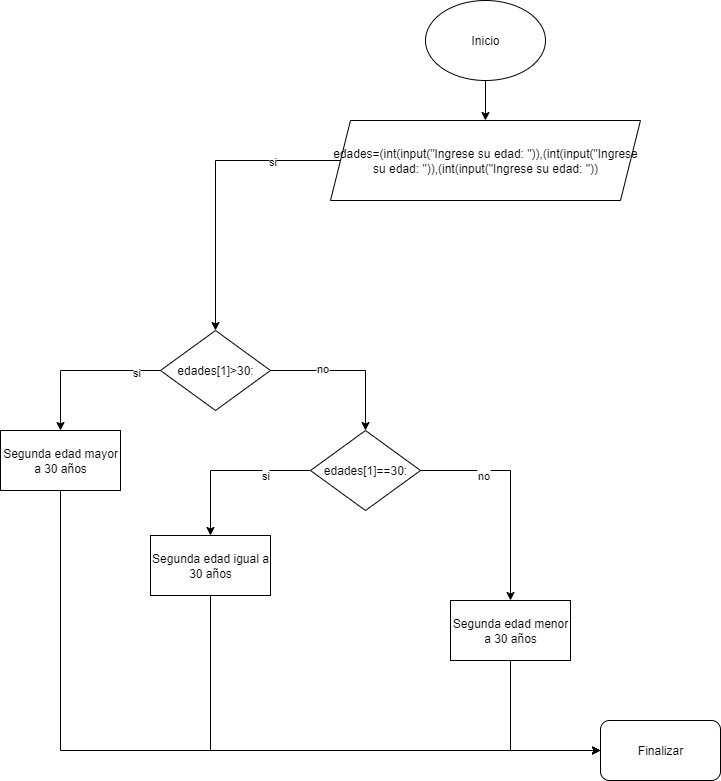 Inicio
edades=(int(input("Ingrese su edad: ")),(int(input("Ingrese
su edad: ")),(int(input("Ingrese su edad: "))
si
edades[1]>30:
si
no
Segunda edad mayor
a 30 años
edades[1]==30:
si
no
Segunda edad igual a
30 años
Segunda edad menor
a 30 años
Finalizar